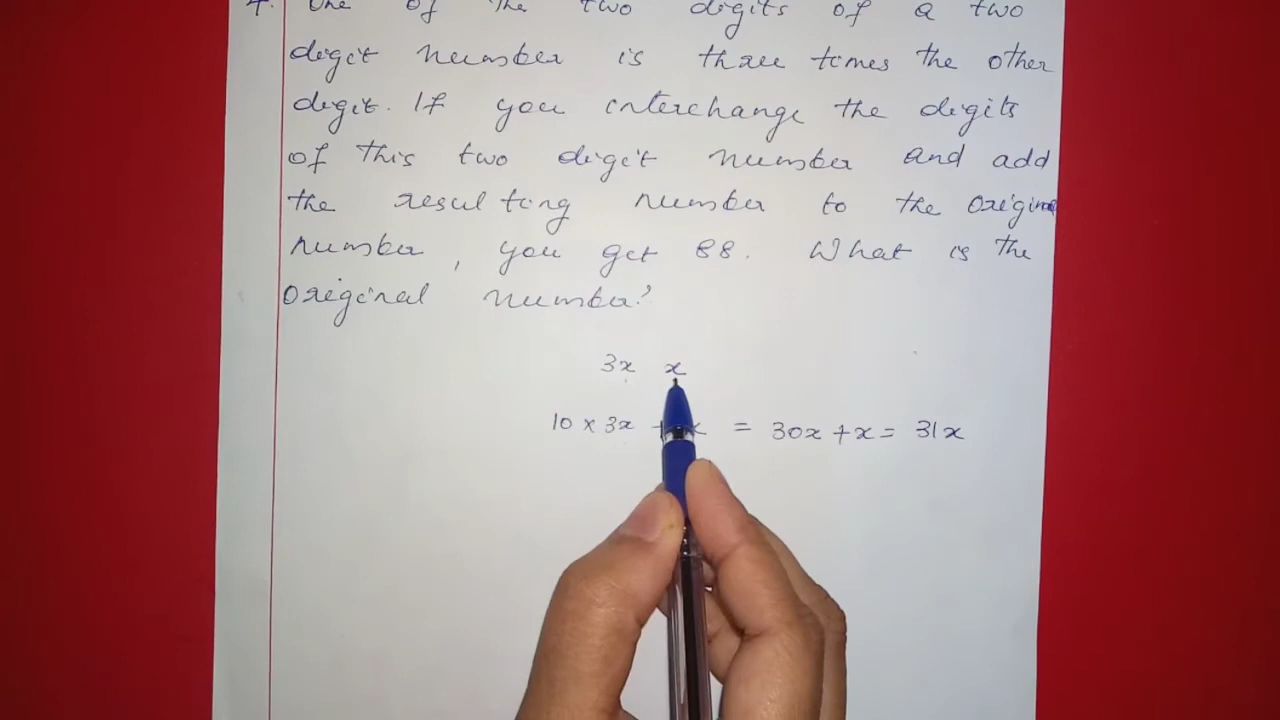 4. One of the two digits of a two
digit number is three times the other
digit. If you interchange the digits
of this two digit number and add
the resulting number to the original
number, you get 88. What is the
original number?
3x x
10 x 3x + x = 30x + x = 31x